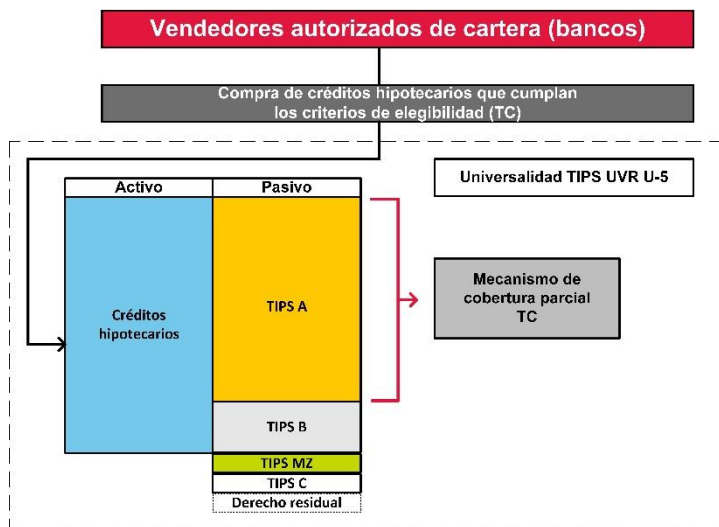 Vendedores autorizados de cartera (bancos)
Compra de créditos hipotecarios que cumplan
los criterios de elegibilidad (TC)
Universalidad TIPS UVR U-5
Activo
Pasivo
Créditos
hipotecarios
TIPS A
TIPS B
TIPS MZ
TIPS C
Derecho residual
Mecanismo de
cobertura parcial
TC